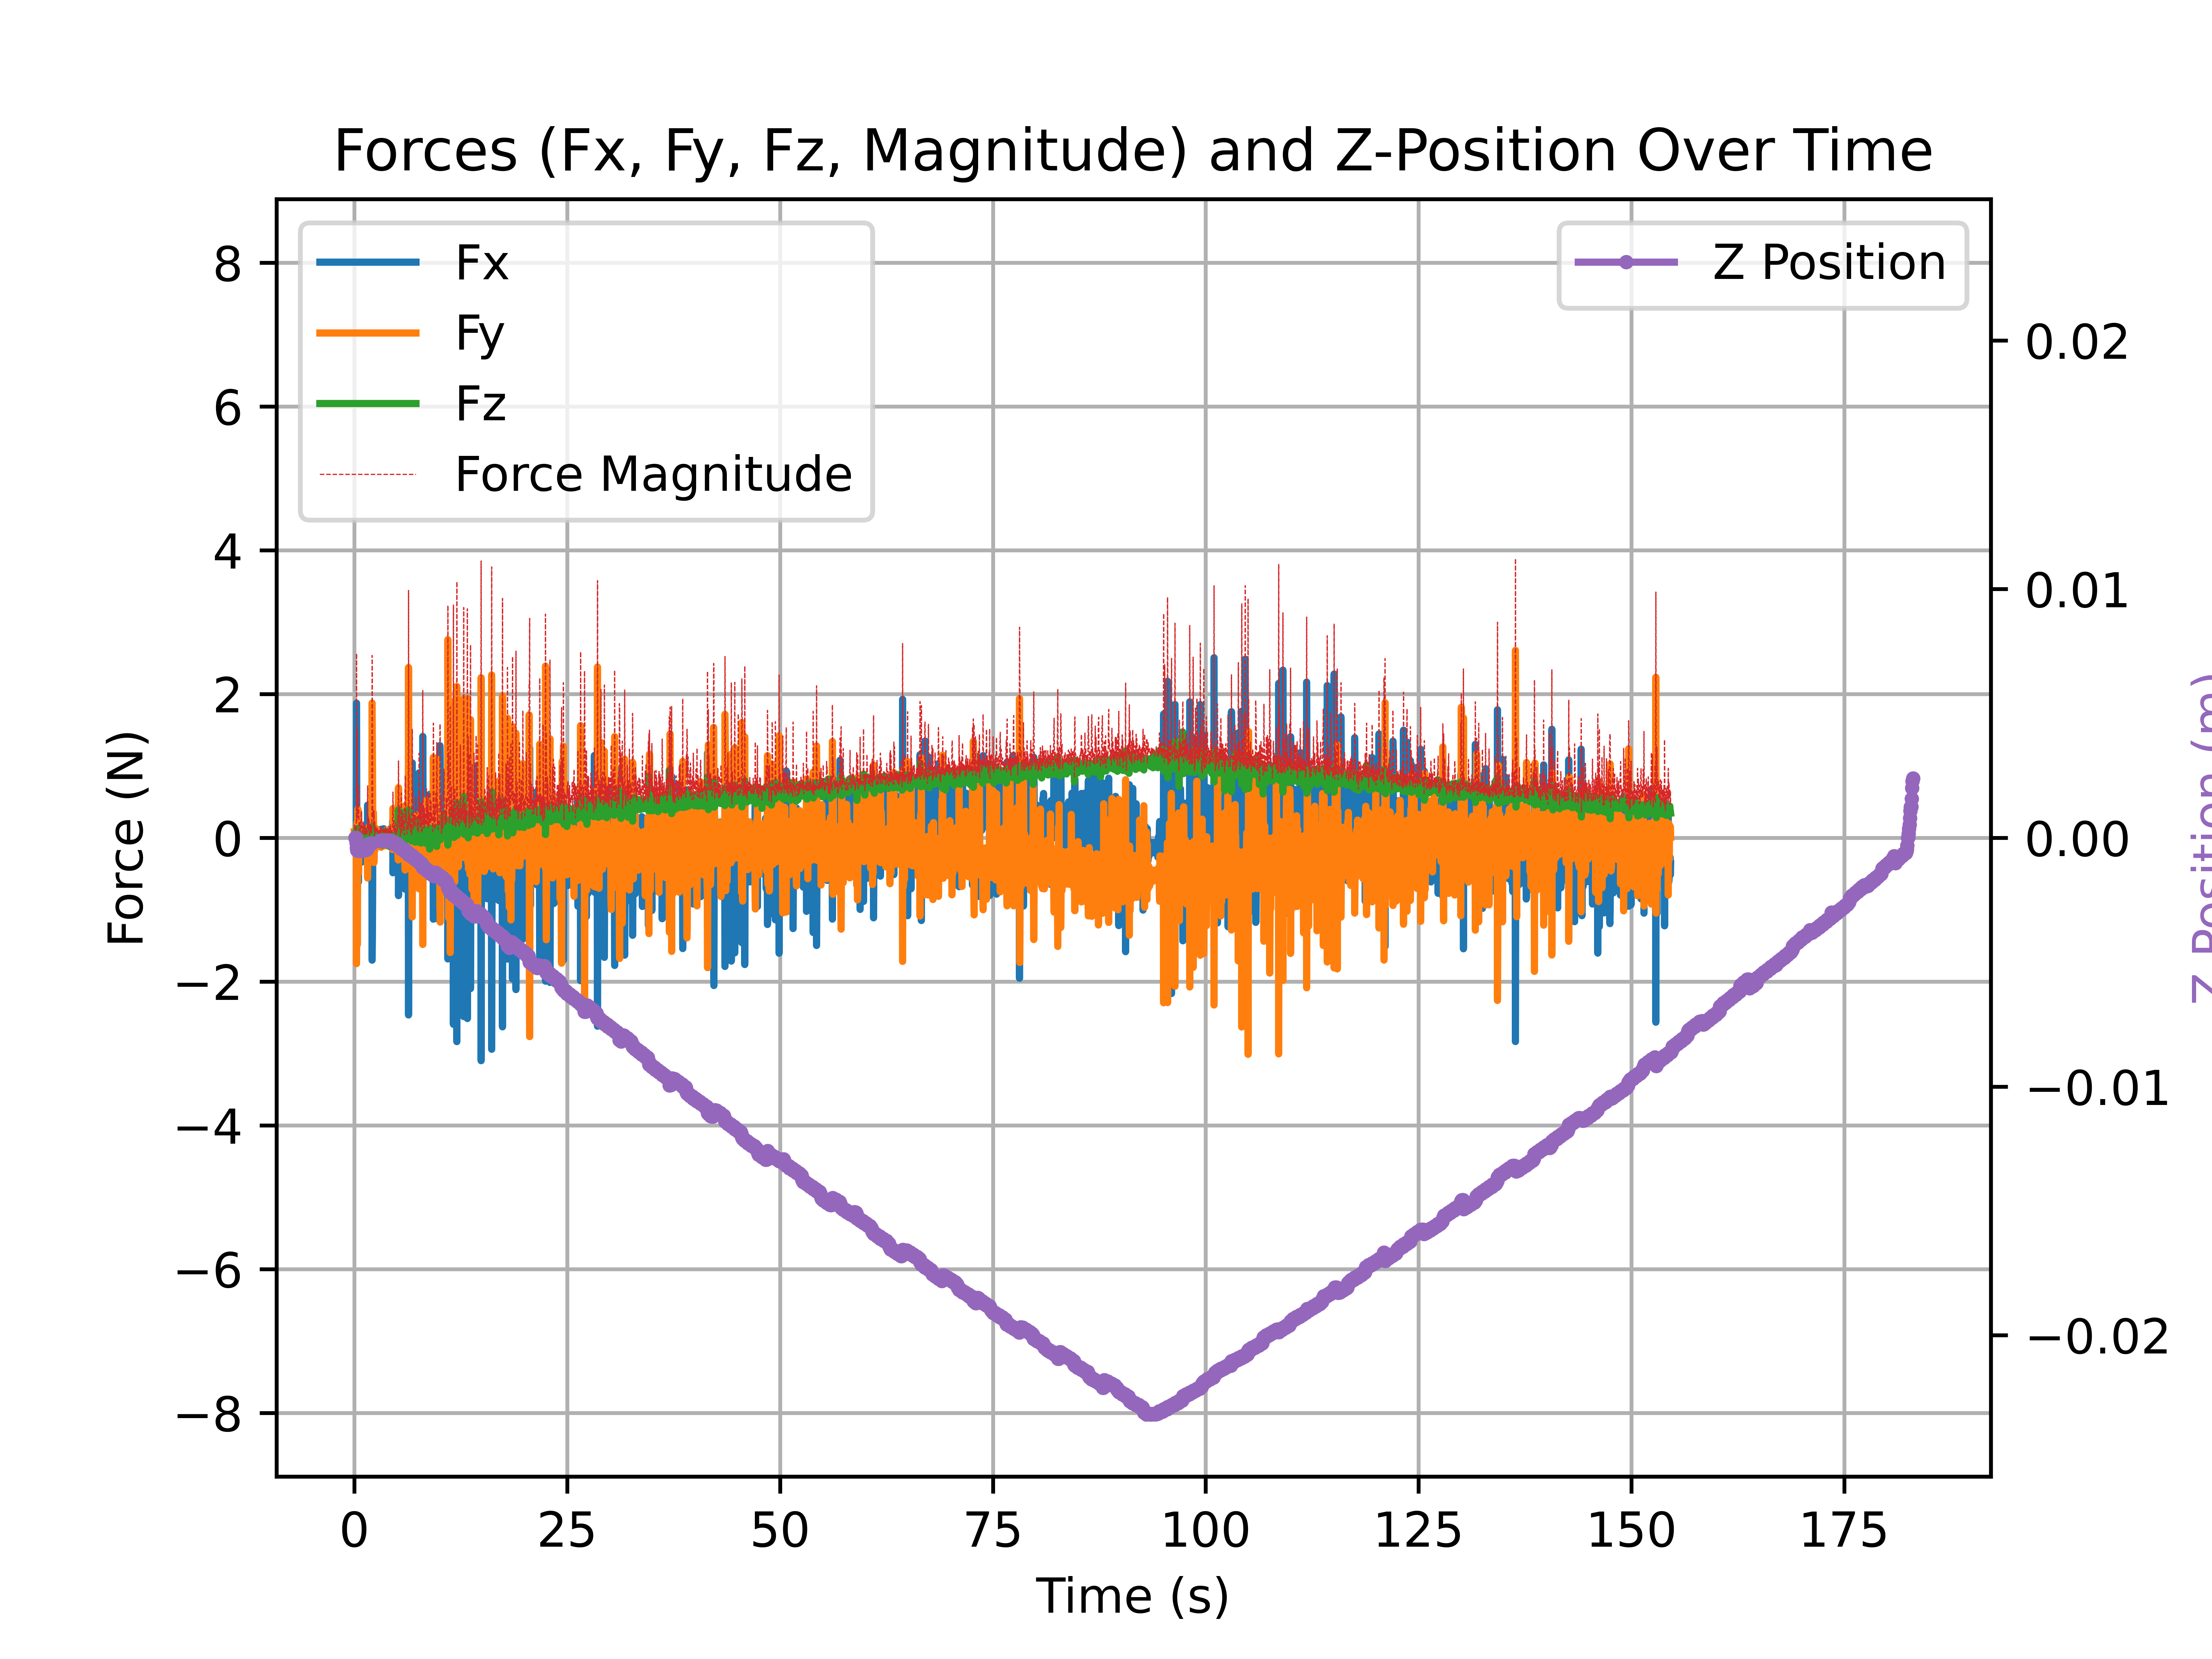 Forces (Fx, Fy, Fz, Magnitude) and Z-Position Over Time
Fx
Fy
Fz
Force Magnitude
Z Position
8
6
4
2
0
−2
−4
−6
−8
Force (N)
0.02
0.01
0.00
−0.01
−0.02
Z Position (m)
0 25 50 75 100 125 150 175
Time (s)